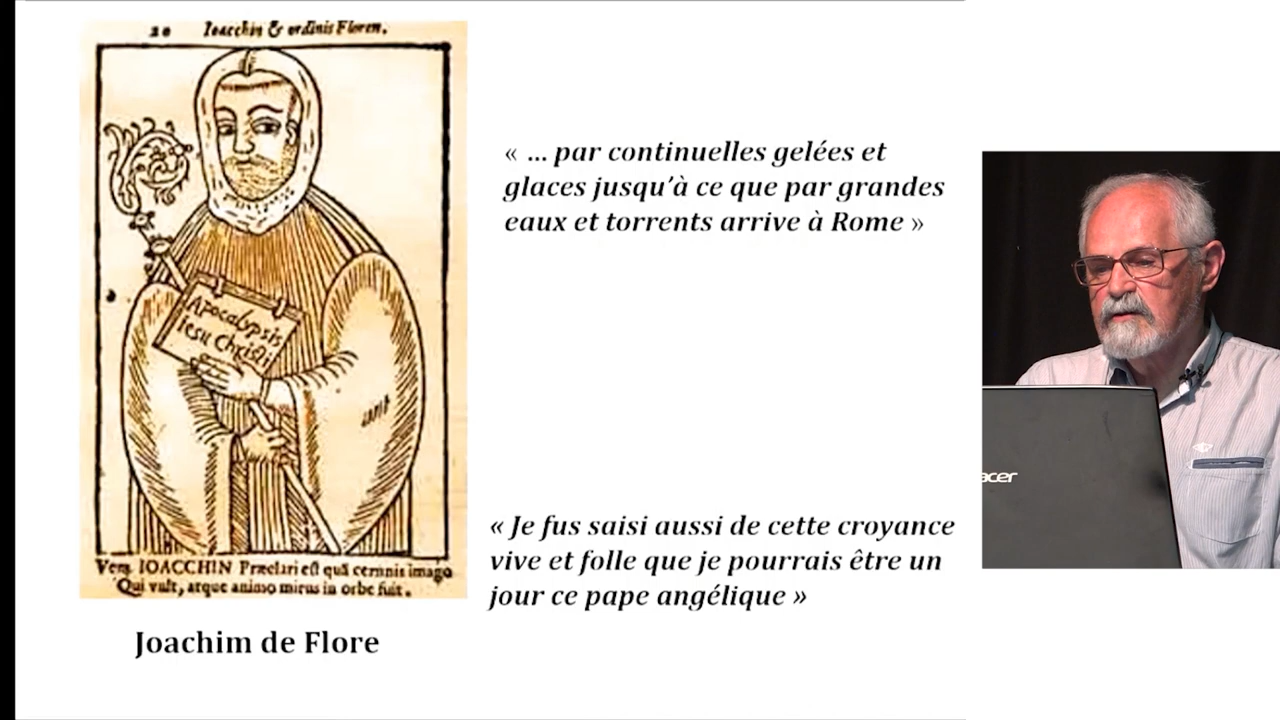 20 Ioacchin & ordinis Floren.
Apocalypsis
iesu Christi
IOACCHIN Præclari est quā cernnis imago
Qui vult, atque animo mirus in orbe fuit.
Joachim de Flore
« … par continuelles gelées et
glaces jusqu’à ce que par grandes
eaux et torrents arrive à Rome »
« Je fus saisi aussi de cette croyance
vive et folle que je pourrais être un
jour ce pape angélique »
acer